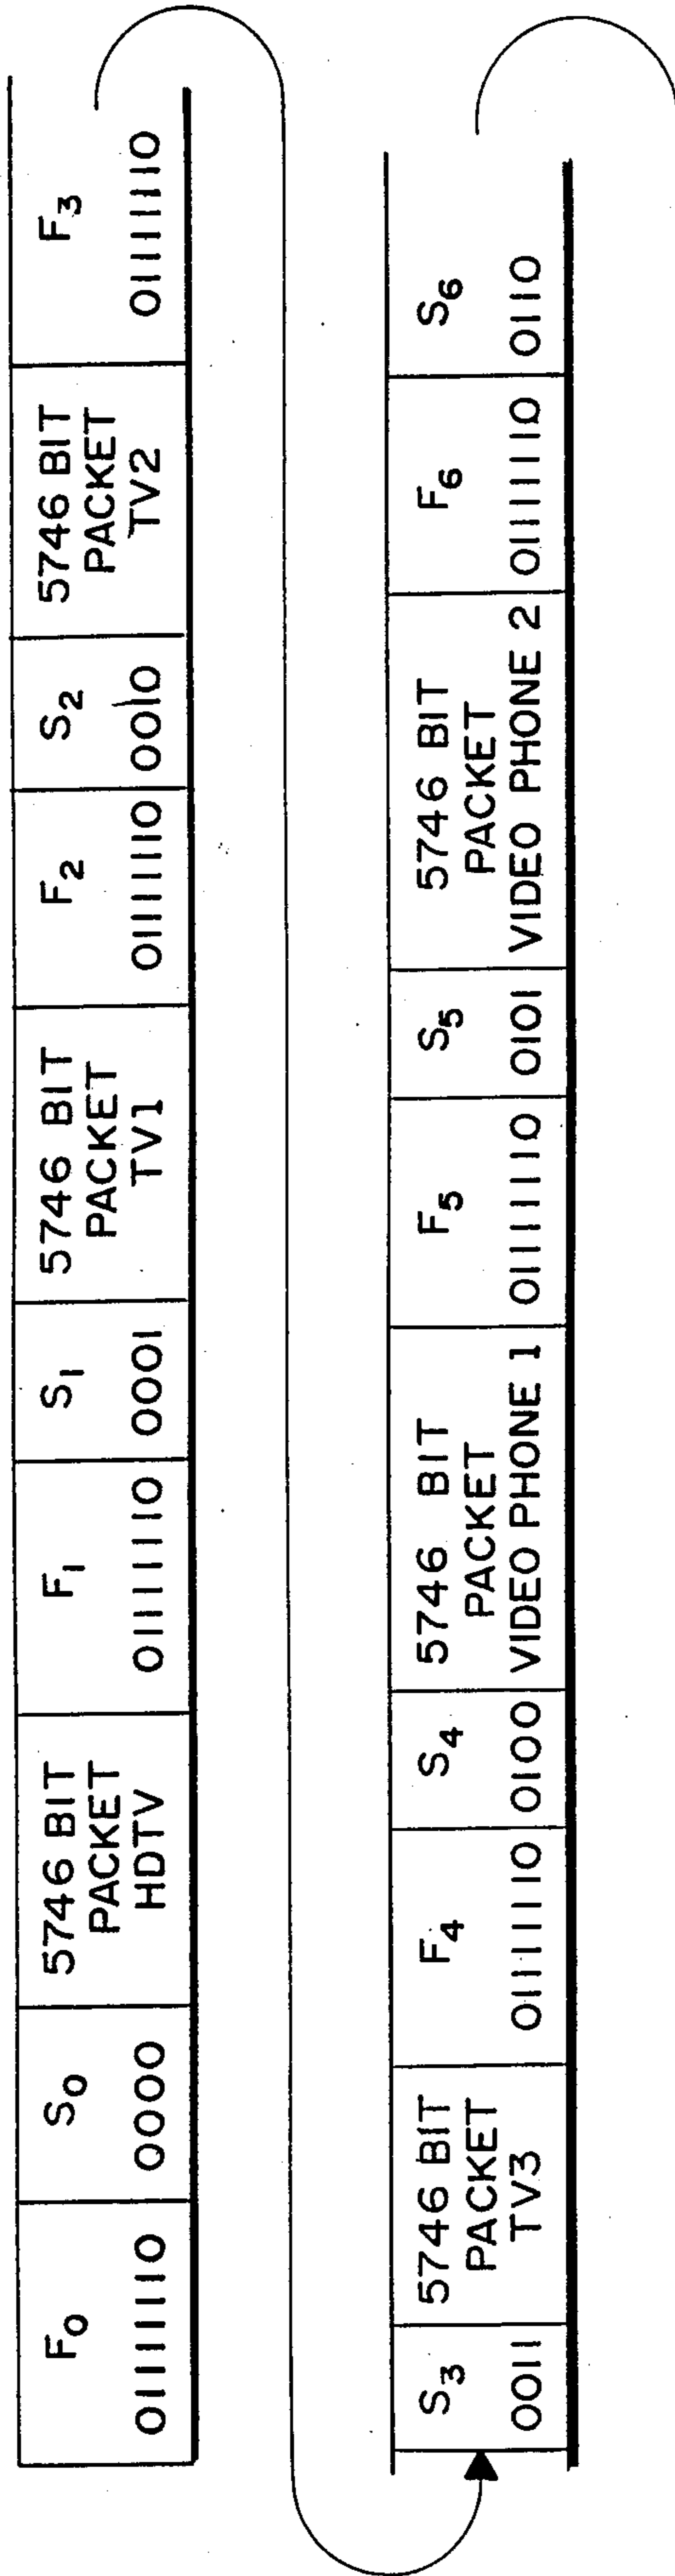 F0
01111110
S0
0000
5746 BIT
PACKET
HDTV
F1
01111110
S1
0001
5746 BIT
PACKET
TV1
F2
01111110
S2
0010
5746 BIT
PACKET
TV2
F3
01111110
S3
0011
5746 BIT
PACKET
TV3
F4
01111110
S4
0100
5746 BIT
PACKET
VIDEO PHONE 1
F5
01111110
S5
0101
5746 BIT
PACKET
VIDEO PHONE 2
F6
01111110
S6
0110